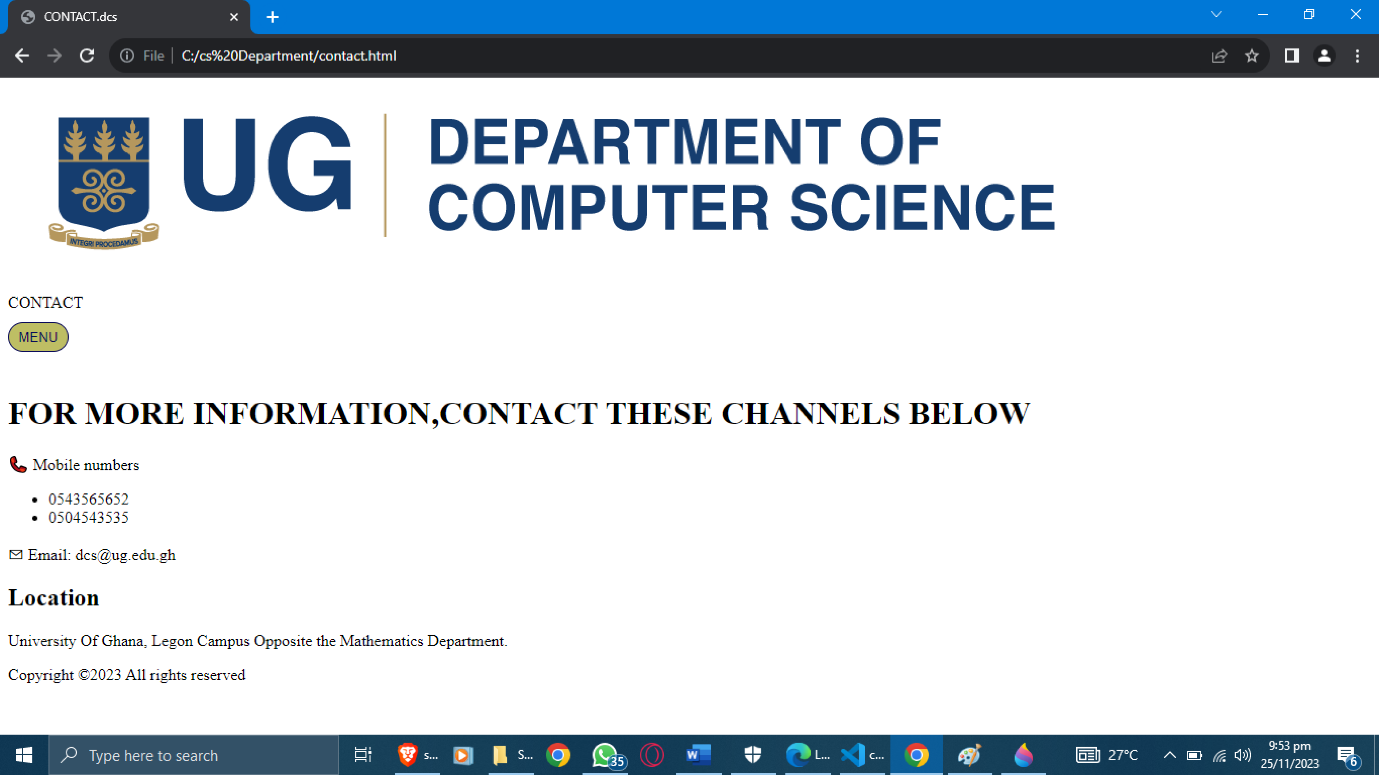 CONTACT.dcs
File
C:/cs%20Department/contact.html
UG
DEPARTMENT OF
COMPUTER SCIENCE
INTEGRI PROCEDAMUS
CONTACT
MENU
FOR MORE INFORMATION,CONTACT THESE CHANNELS BELOW
Mobile numbers
0543565652
0504543535
Email: dcs@ug.edu.gh
Location
University Of Ghana, Legon Campus Opposite the Mathematics Department.
Copyright ©2023 All rights reserved
Type here to search
s...
S...
35
W
L...
c...
27°C
9:53 pm
25/11/2023
6